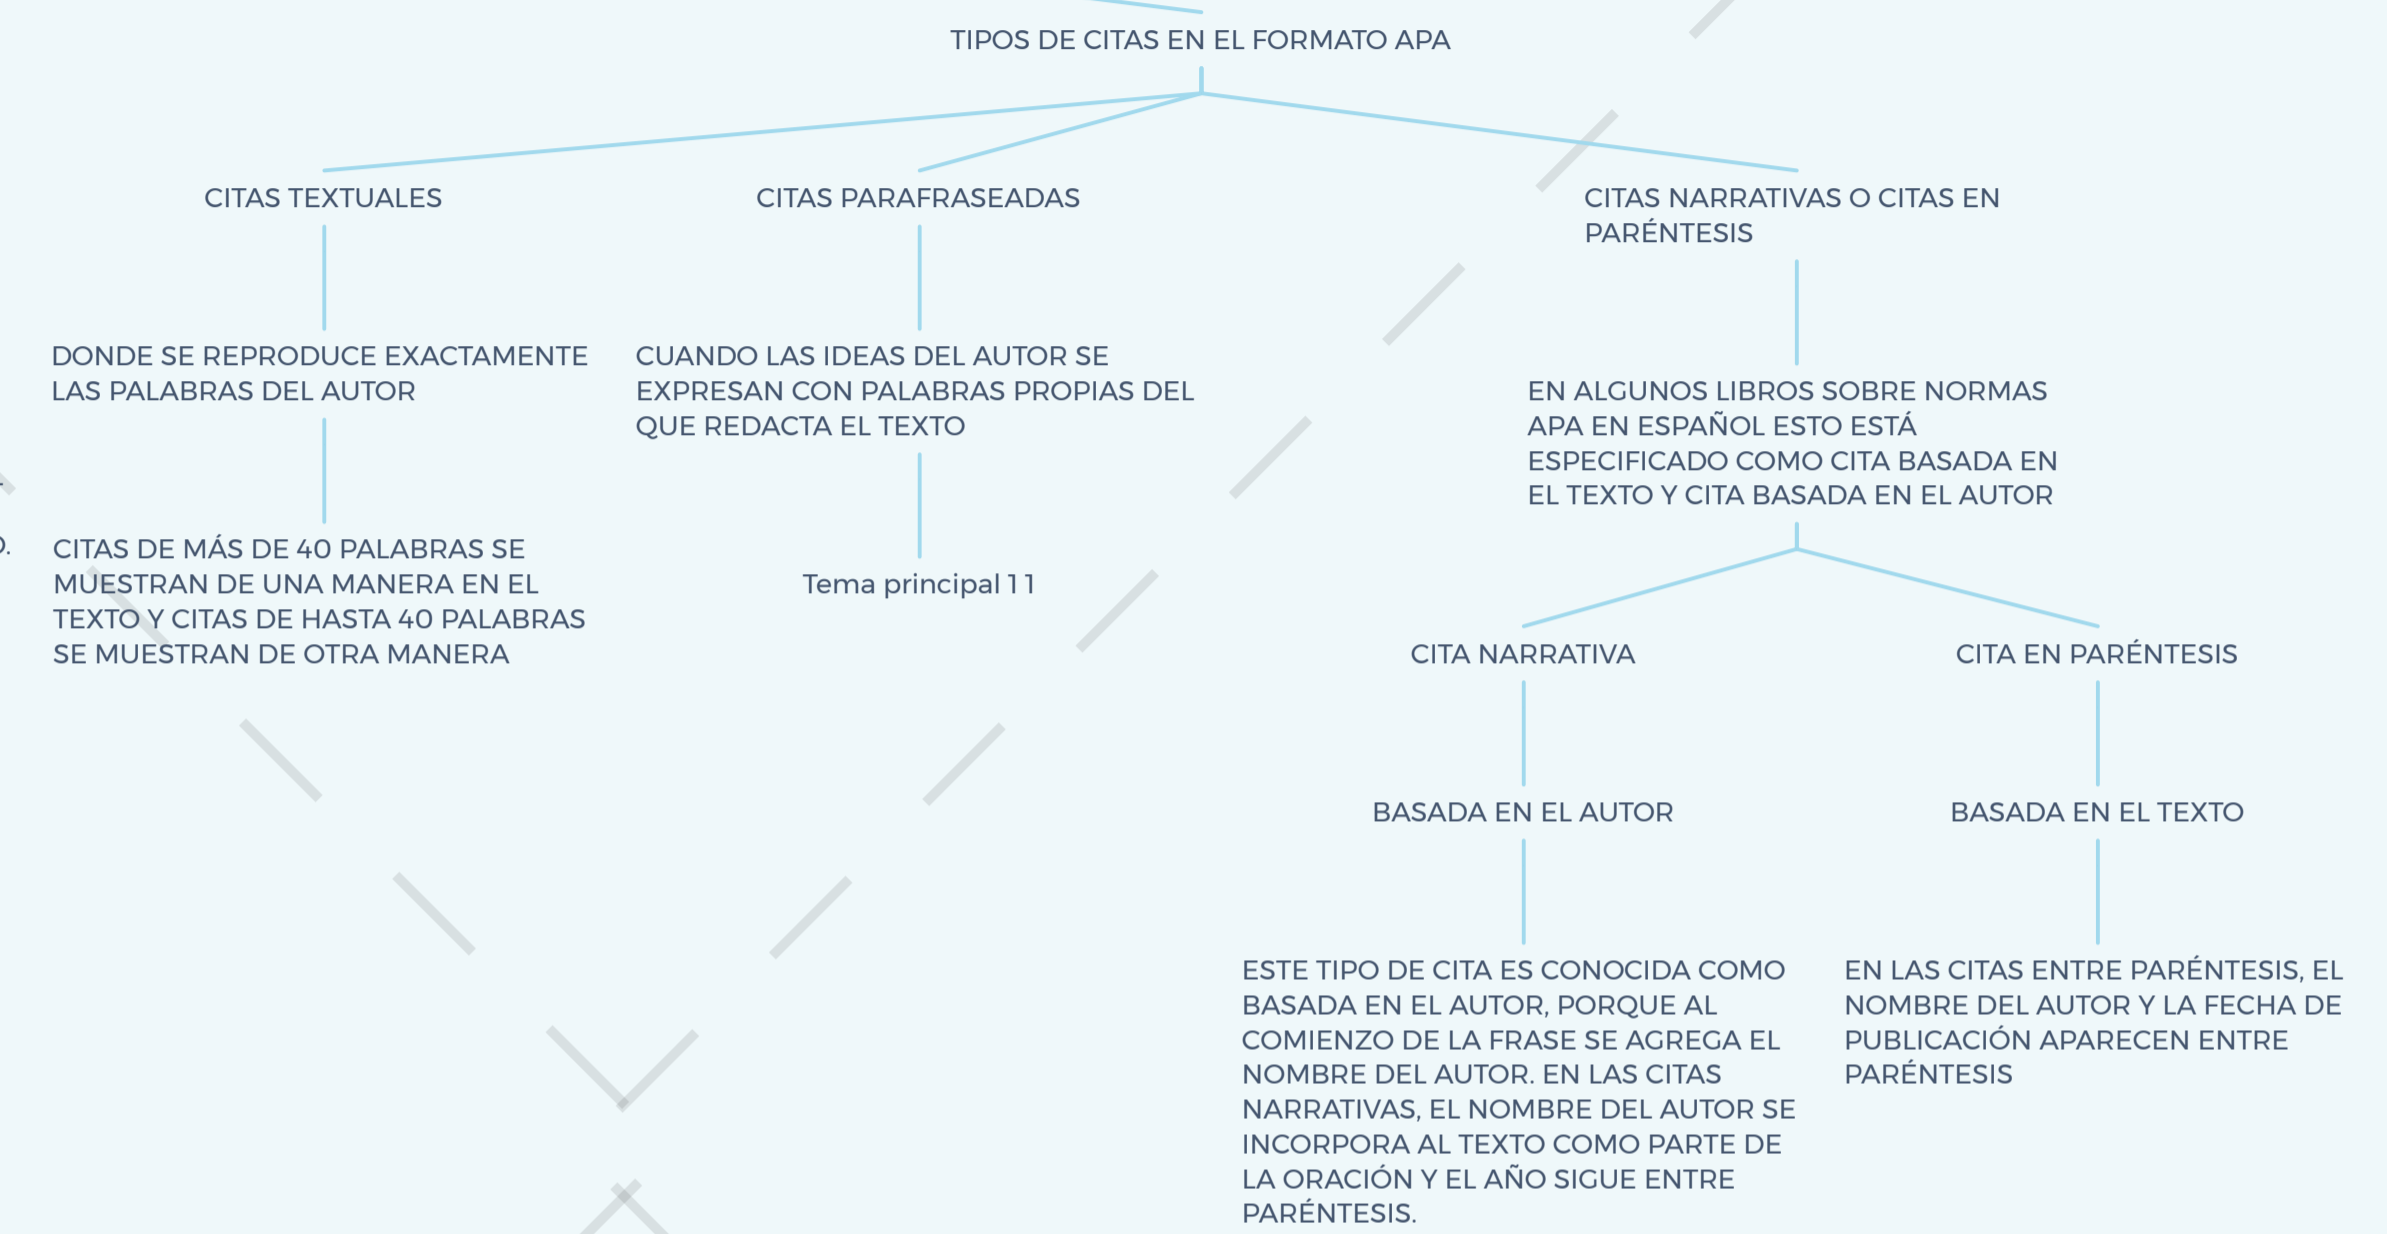 TIPOS DE CITAS EN EL FORMATO APA
CITAS TEXTUALES
DONDE SE REPRODUCE EXACTAMENTE
LAS PALABRAS DEL AUTOR
CITAS DE MÁS DE 40 PALABRAS SE
MUESTRAN DE UNA MANERA EN EL
TEXTO Y CITAS DE HASTA 40 PALABRAS
SE MUESTRAN DE OTRA MANERA
CITAS PARAFRASEADAS
CUANDO LAS IDEAS DEL AUTOR SE
EXPRESAN CON PALABRAS PROPIAS DEL
QUE REDACTA EL TEXTO
Tema principal 11
CITAS NARRATIVAS O CITAS EN
PARÉNTESIS
EN ALGUNOS LIBROS SOBRE NORMAS
APA EN ESPAÑOL ESTO ESTÁ
ESPECIFICADO COMO CITA BASADA EN
EL TEXTO Y CITA BASADA EN EL AUTOR
CITA NARRATIVA
BASADA EN EL AUTOR
ESTE TIPO DE CITA ES CONOCIDA COMO
BASADA EN EL AUTOR, PORQUE AL
COMIENZO DE LA FRASE SE AGREGA EL
NOMBRE DEL AUTOR. EN LAS CITAS
NARRATIVAS, EL NOMBRE DEL AUTOR SE
INCORPORA AL TEXTO COMO PARTE DE
LA ORACIÓN Y EL AÑO SIGUE ENTRE
PARÉNTESIS.
CITA EN PARÉNTESIS
BASADA EN EL TEXTO
EN LAS CITAS ENTRE PARÉNTESIS, EL
NOMBRE DEL AUTOR Y LA FECHA DE
PUBLICACIÓN APARECEN ENTRE
PARÉNTESIS